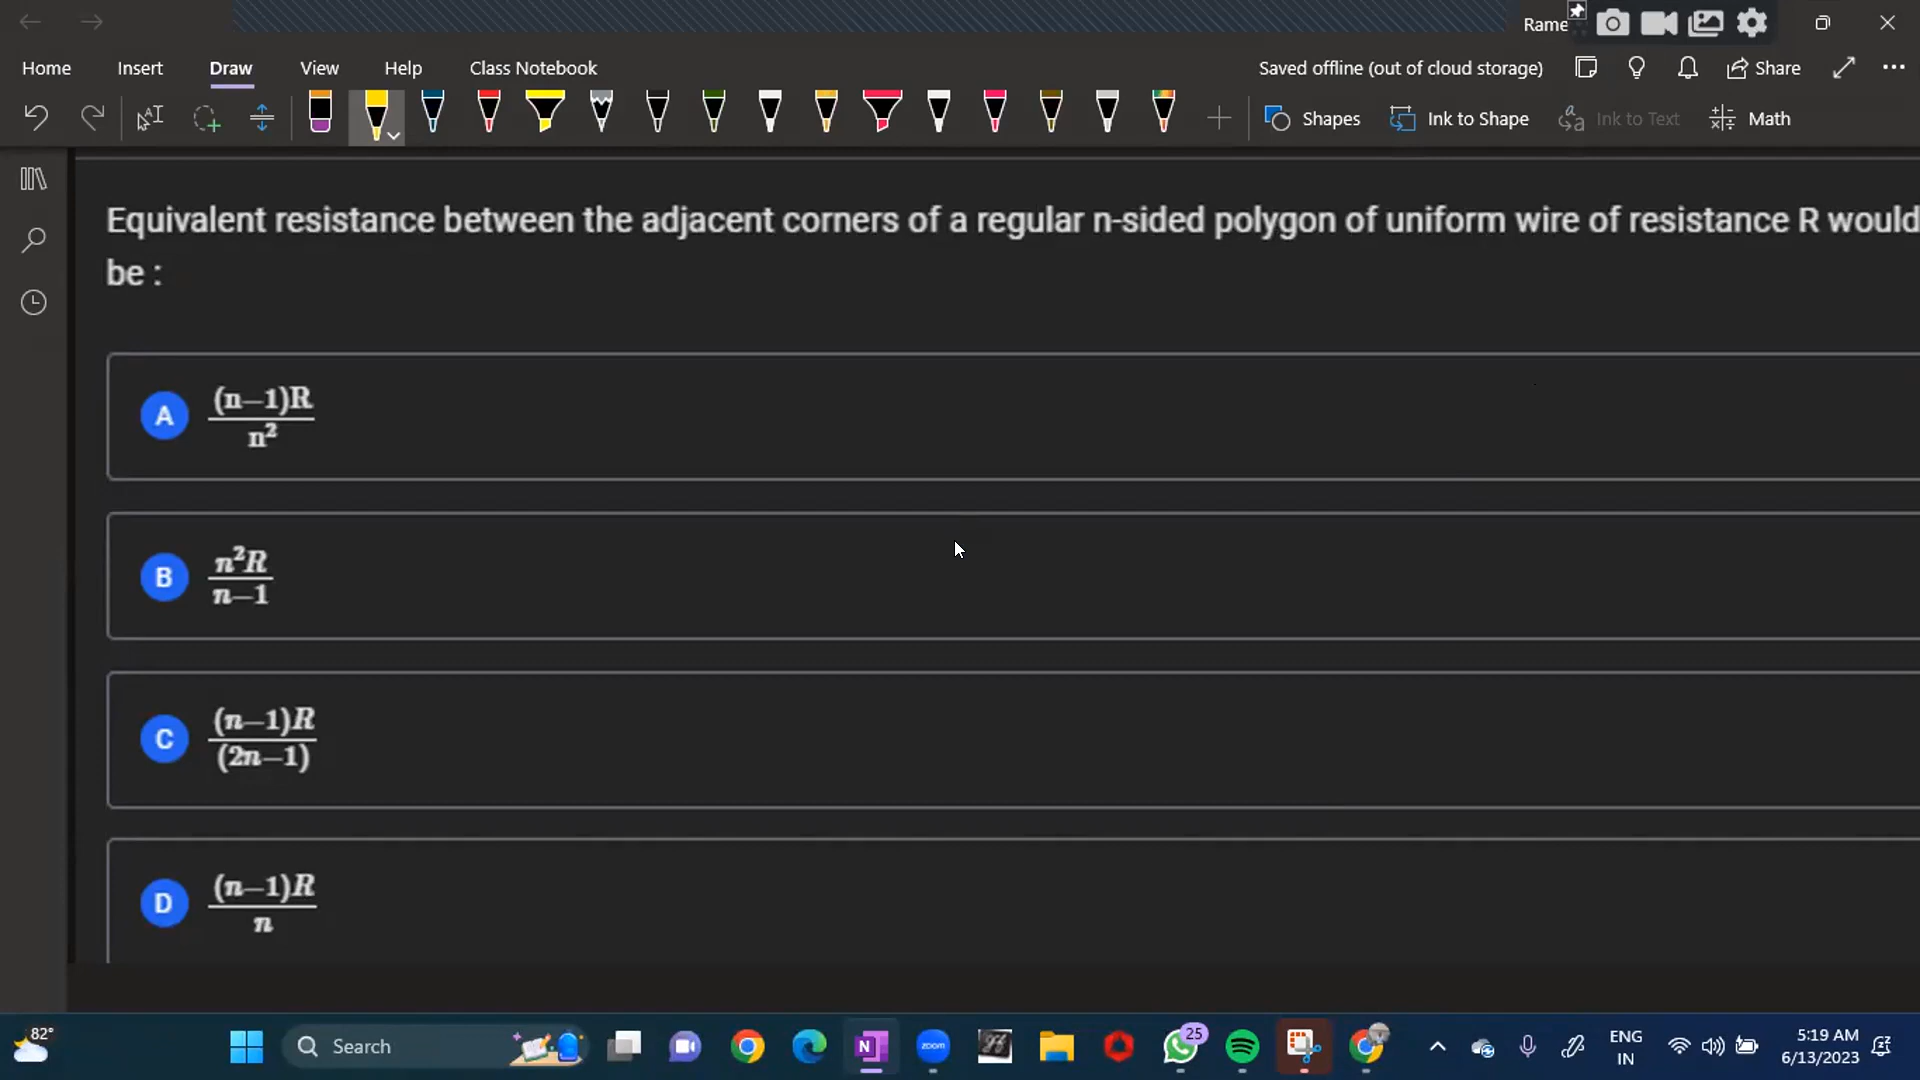 Rame
Home Insert Draw View Help Class Notebook Saved offline (out of cloud storage) Share
Shapes Ink to Shape Ink to Text Math
Equivalent resistance between the adjacent corners of a regular n-sided polygon of uniform wire of resistance R would
be :
A (n−1)R
n²
B n²R
n−1
C (n−1)R
(2n−1)
D (n−1)R
n
82°
Search
zoom
N
25
ENG
IN
5:19 AM
6/13/2023